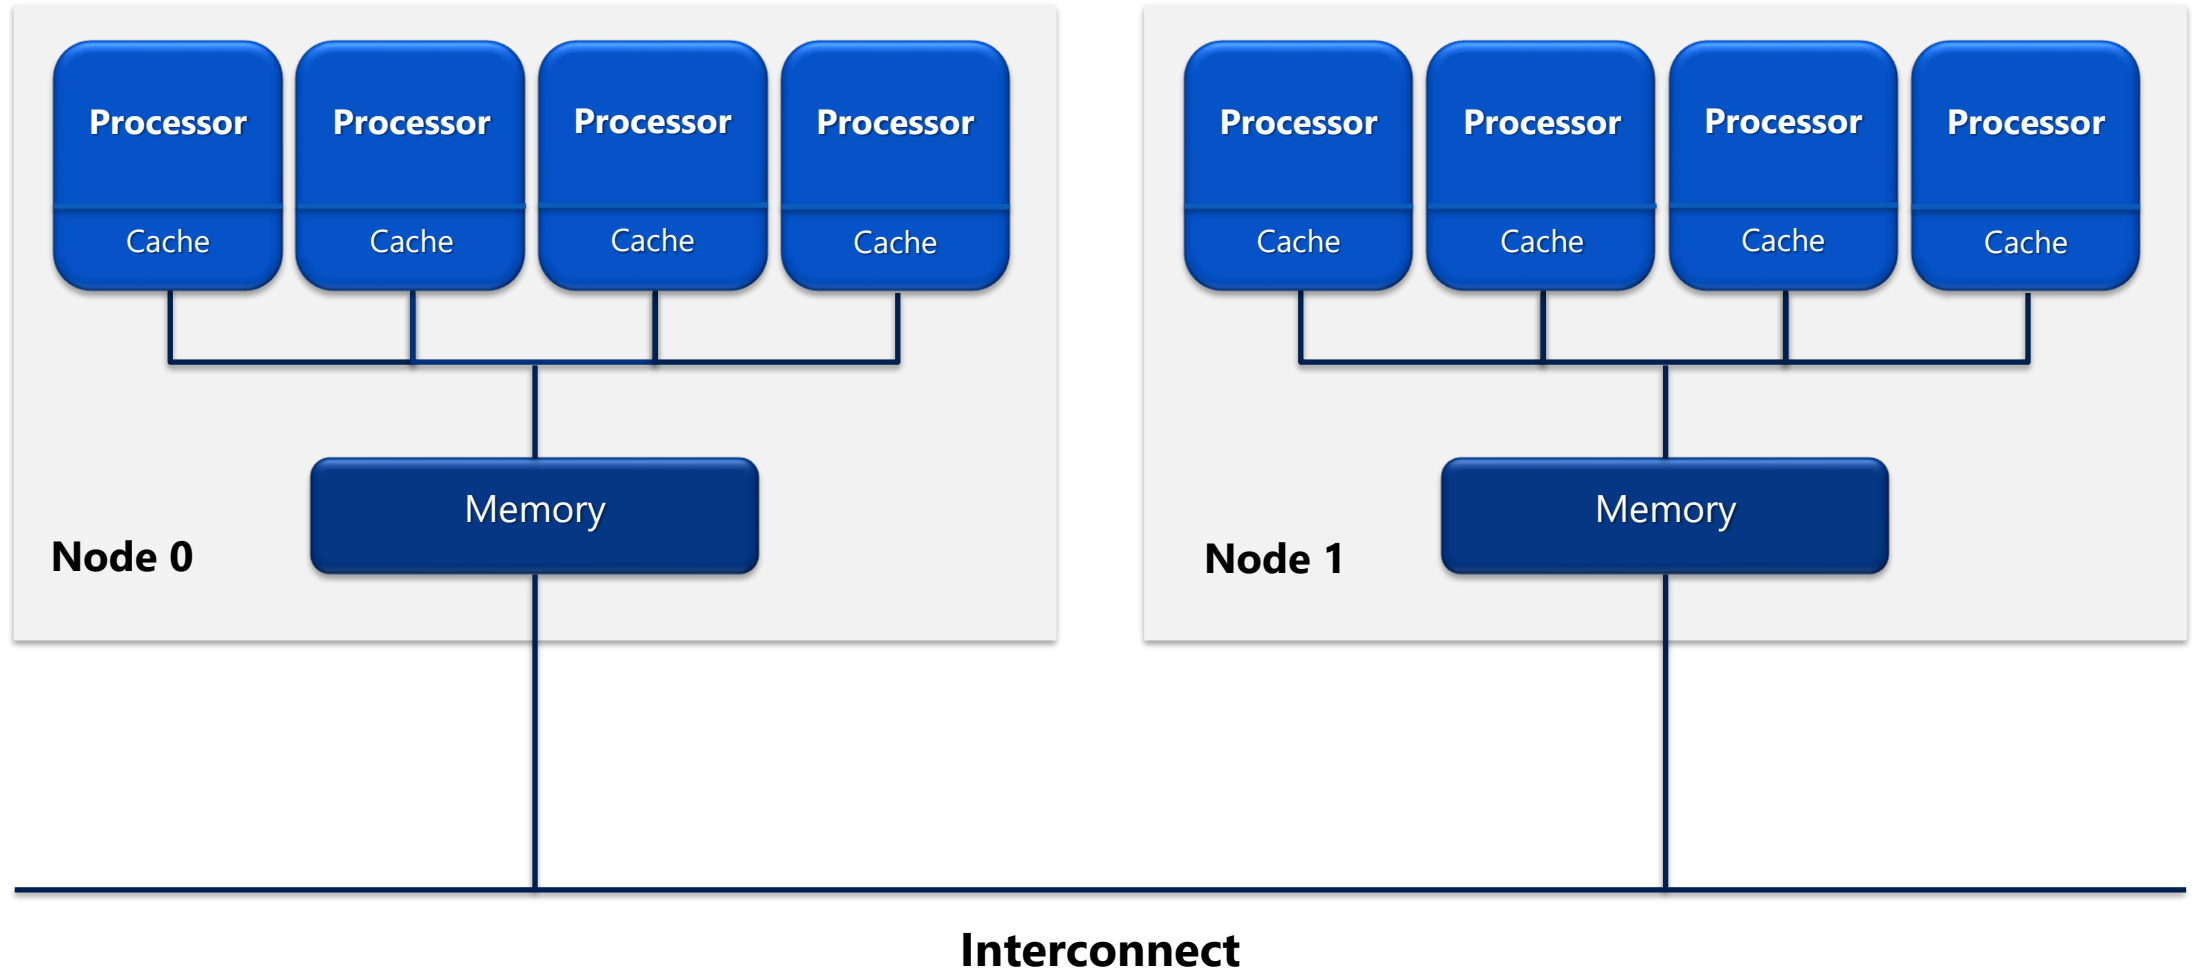 Processor Processor Processor Processor
Cache Cache Cache Cache
Memory
Node 0
Processor Processor Processor Processor
Cache Cache Cache Cache
Memory
Node 1
Interconnect